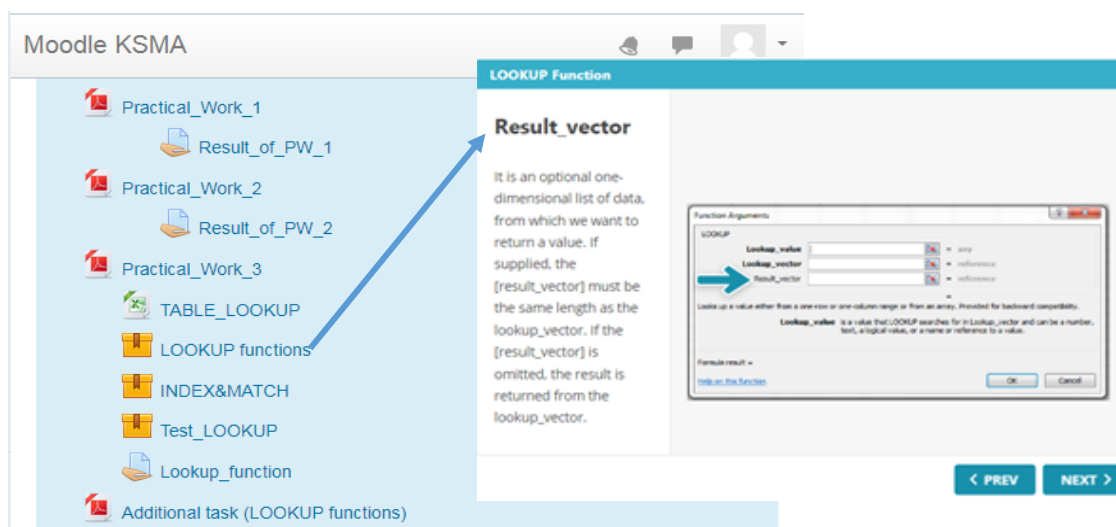 Moodle KSMA
Practical_Work_1
Result_of_PW_1
Practical_Work_2
Result_of_PW_2
Practical_Work_3
TABLE_LOOKUP
LOOKUP functions
INDEX&MATCH
Test_LOOKUP
Lookup_function
Additional task (LOOKUP functions)
LOOKUP Function
Result_vector
It is an optional one-
dimensional list of data,
from which we want to
return a value. If
supplied, the
[result_vector] must be
the same length as the
lookup_vector. If the
[result_vector] is
omitted, the result is
returned from the
lookup_vector.
Function Arguments
LOOKUP
Lookup_value = any
Lookup_vector = reference
Result_vector = reference
=
Looks up a value either from a one-row or one-column range or from an array. Provided for backward compatibility.
Lookup_value is a value that LOOKUP searches for in Lookup_vector and can be a number,
text, a logical value, or a name or reference to a value.
Formula result =
Help on this function
OK Cancel
< PREV NEXT >